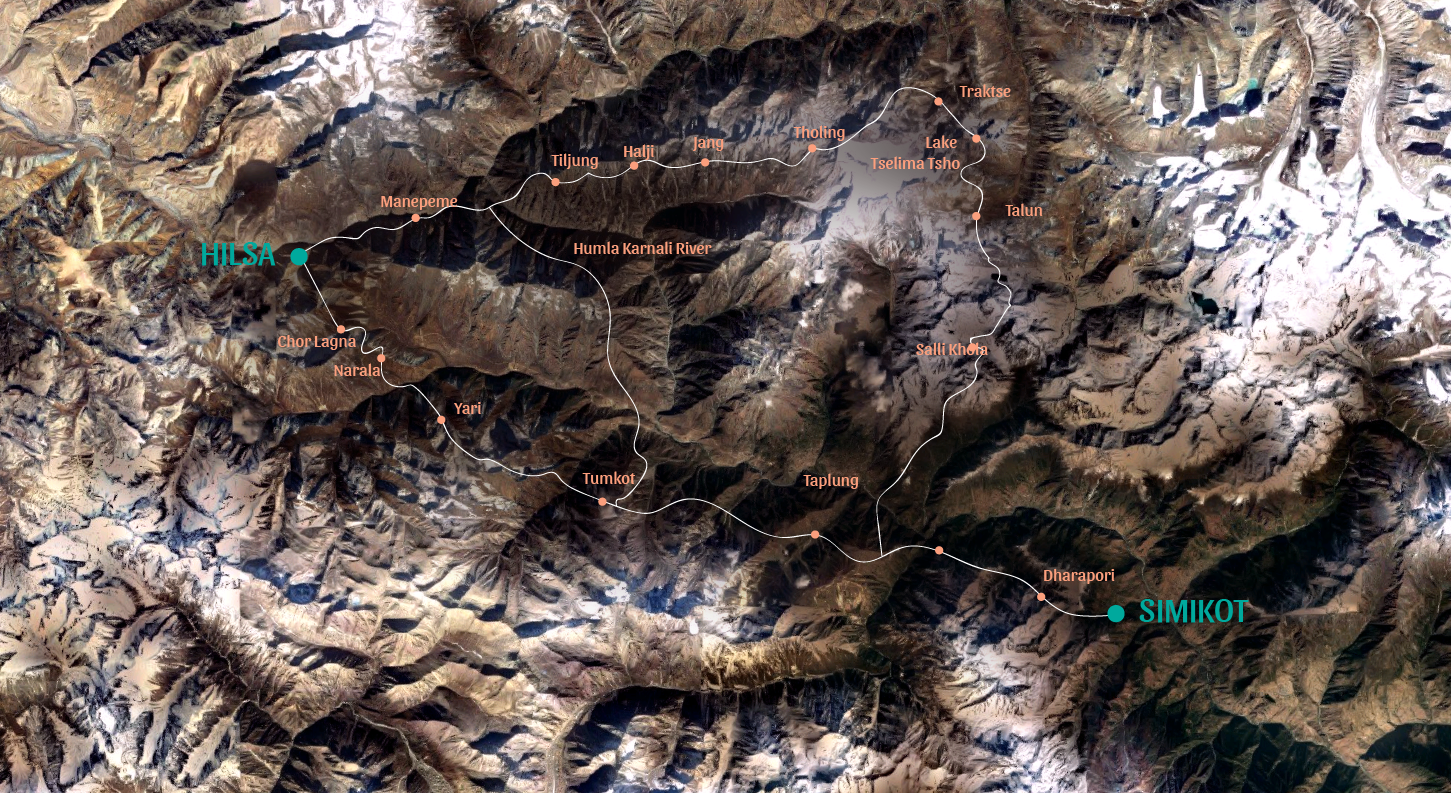 Traktse
Tholing
Lake
Tselima Tsho
Jang
Halji
Tiljung
Manepeme
Talun
HILSA
Humla Karnali River
Chor Lagna
Narala
Salli Khola
Yari
Tumkot
Taplung
Dharapori
SIMIKOT